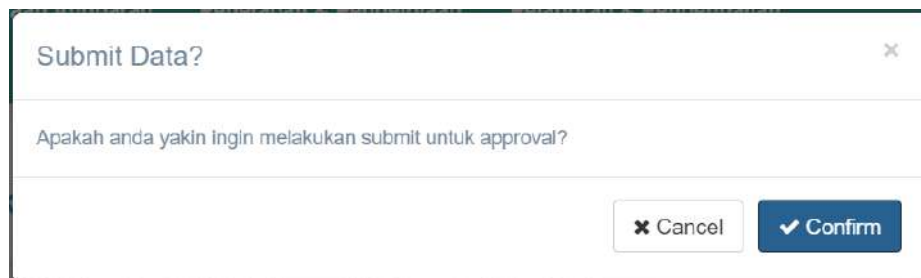 Submit Data?
×
Apakah anda yakin ingin melakukan submit untuk approval?
✖ Cancel
✔ Confirm